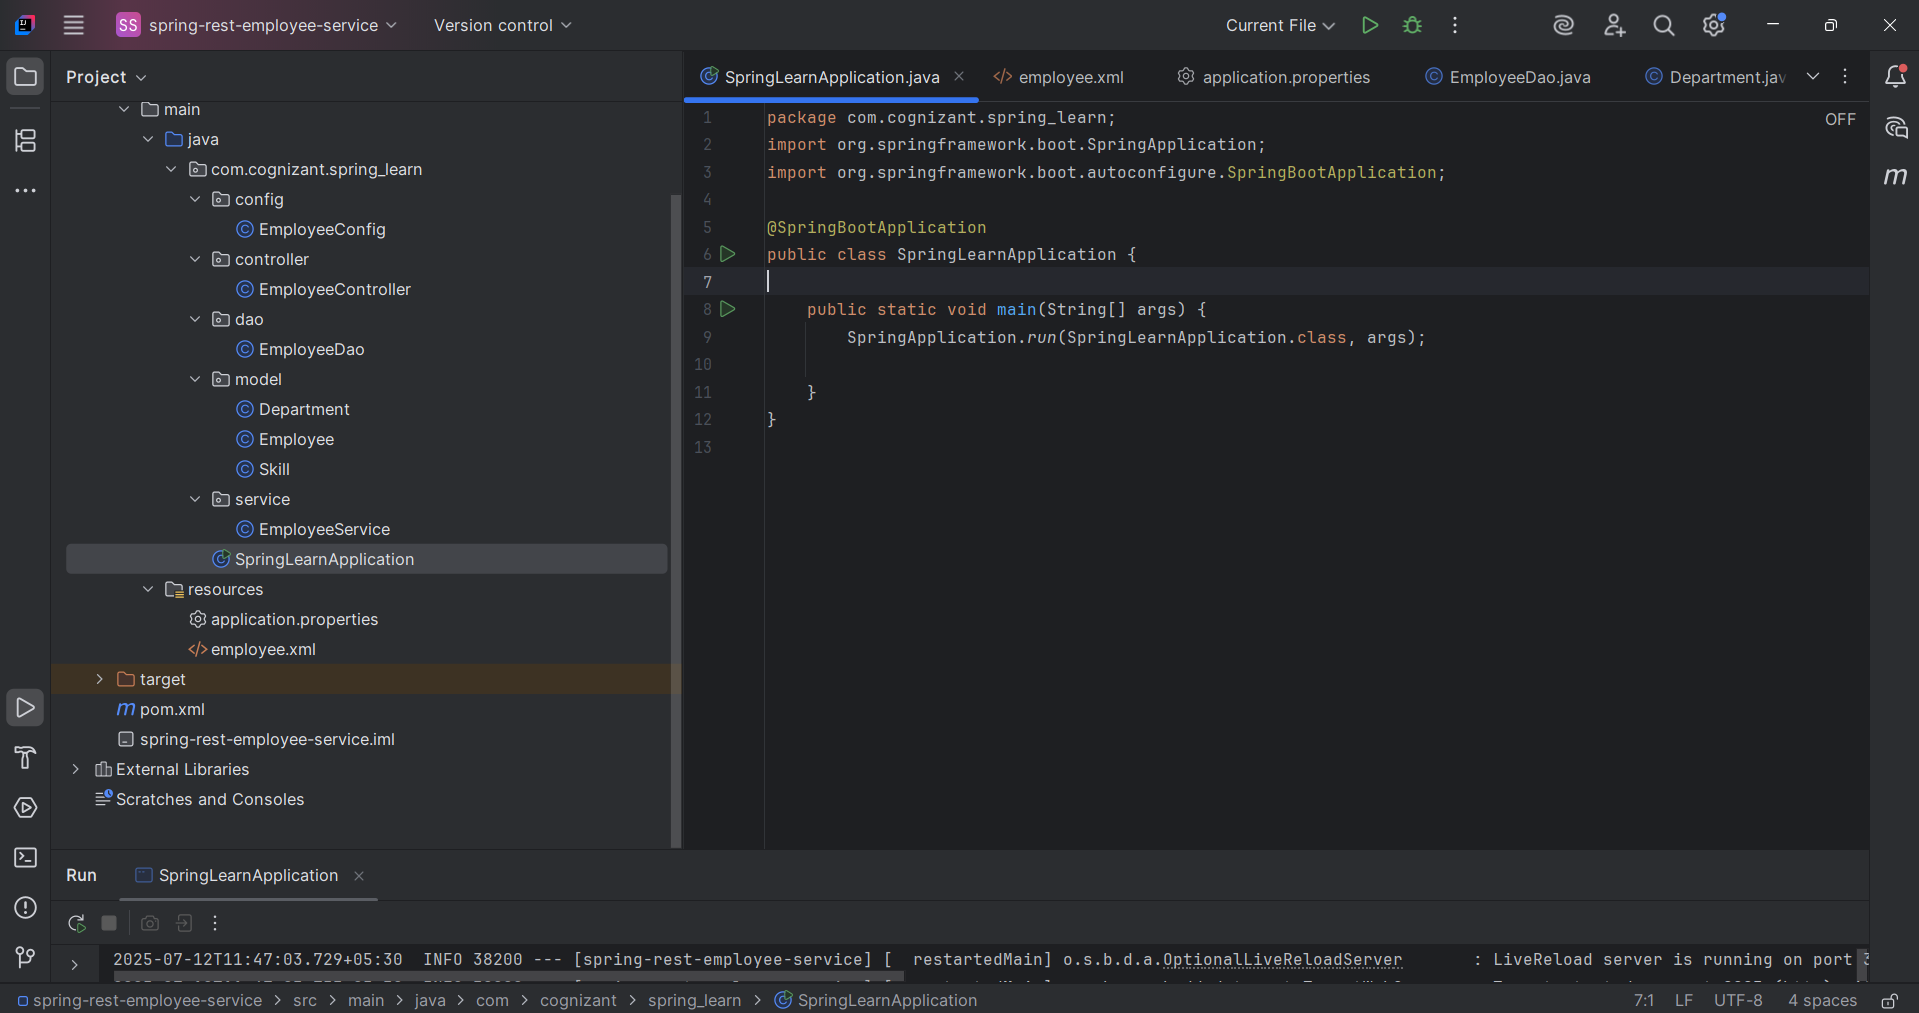 SS spring-rest-employee-service Version control Current File
Project
main
java
com.cognizant.spring_learn
config
EmployeeConfig
controller
EmployeeController
dao
EmployeeDao
model
Department
Employee
Skill
service
EmployeeService
SpringLearnApplication
resources
application.properties
</> employee.xml
target
m pom.xml
spring-rest-employee-service.iml
External Libraries
Scratches and Consoles
SpringLearnApplication.java </> employee.xml application.properties EmployeeDao.java Department.jav
OFF
1 package com.cognizant.spring_learn;
2 import org.springframework.boot.SpringApplication;
3 import org.springframework.boot.autoconfigure.SpringBootApplication;
4
5 @SpringBootApplication
6 public class SpringLearnApplication {
7
8 public static void main(String[] args) {
9 SpringApplication.run(SpringLearnApplication.class, args);
10
11 }
12 }
13
m
Run SpringLearnApplication
2025-07-12T11:47:03.729+05:30 INFO 38200 --- [spring-rest-employee-service] [ restartedMain] o.s.b.d.a.OptionalLiveReloadServer : LiveReload server is running on port 3
spring-rest-employee-service > src > main > java > com > cognizant > spring_learn > SpringLearnApplication 7:1 LF UTF-8 4 spaces